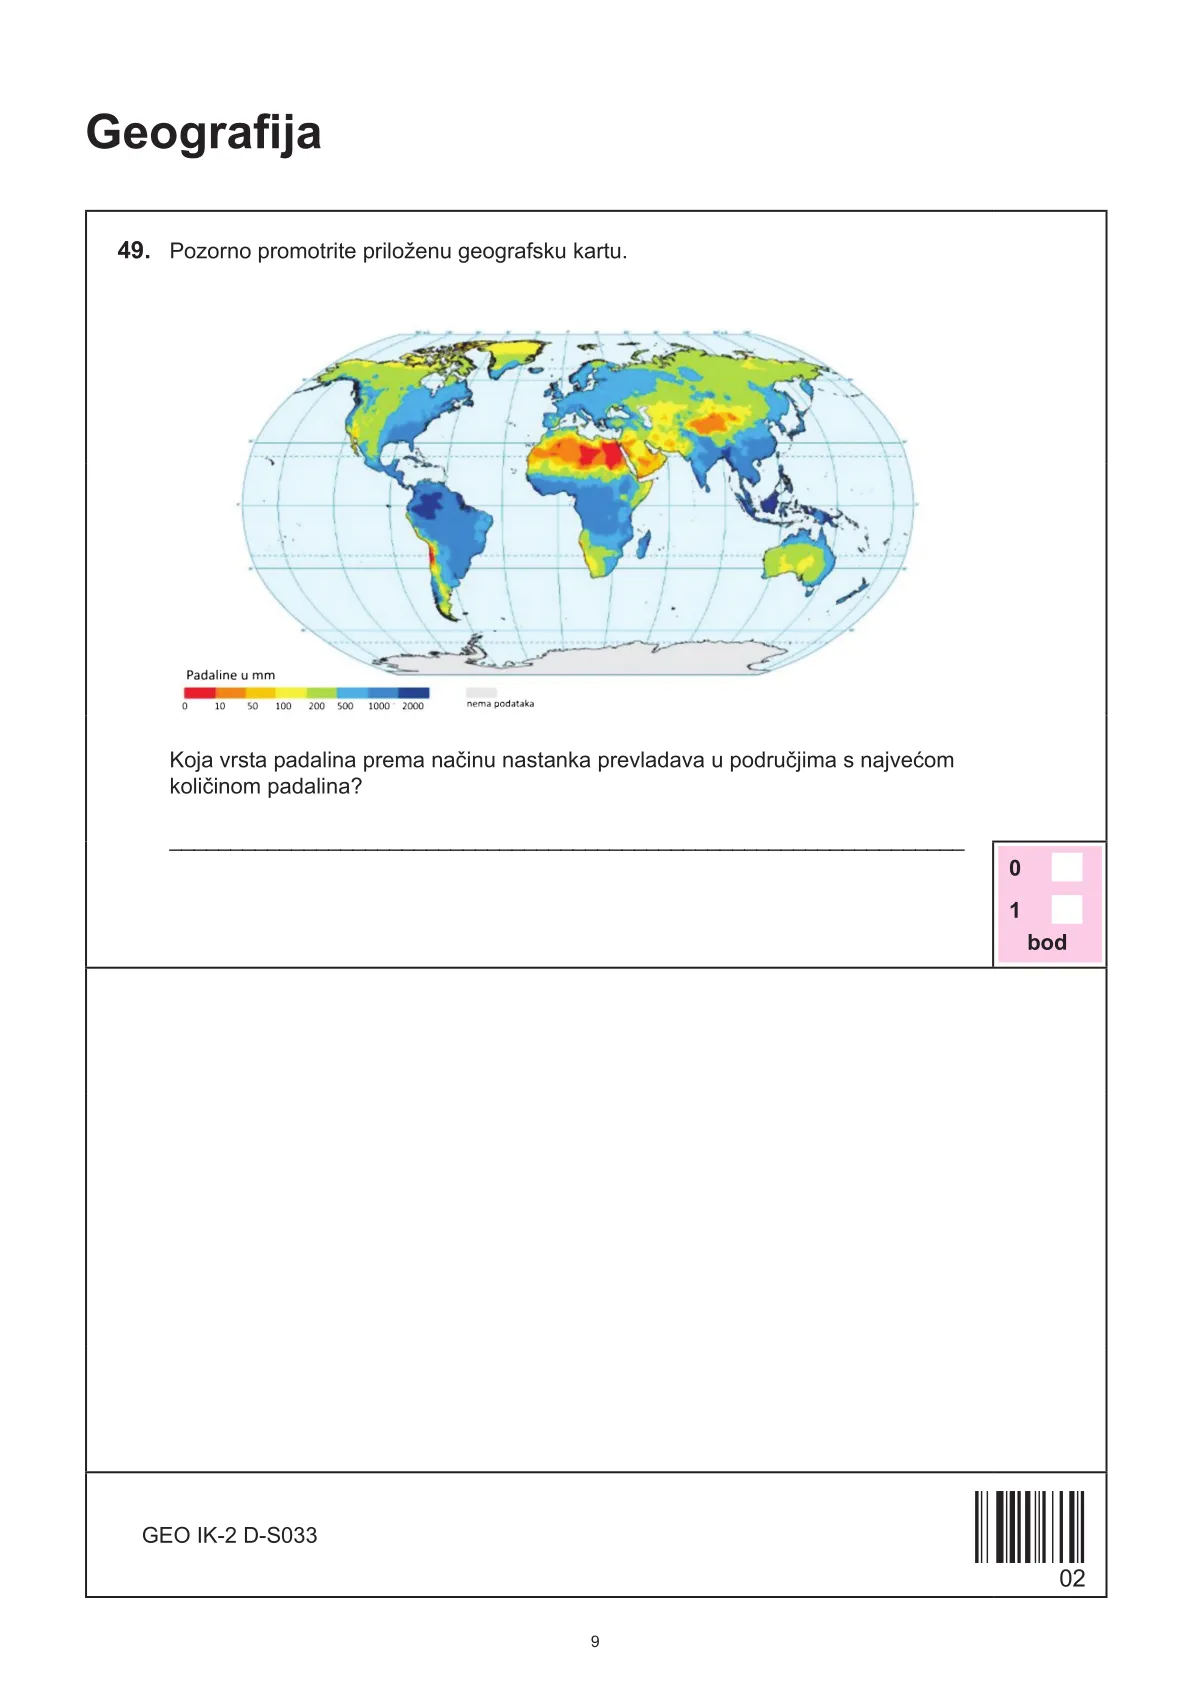 Geografija
49. Pozorno promotrite priloženu geografsku kartu.
Padaline u mm
0 10 50 100 200 500 1000 2000
nema podataka
Koja vrsta padalina prema načinu nastanka prevladava u područjima s najvećom
količinom padalina?
0
1
bod
GEO IK-2 D-S033
02
9